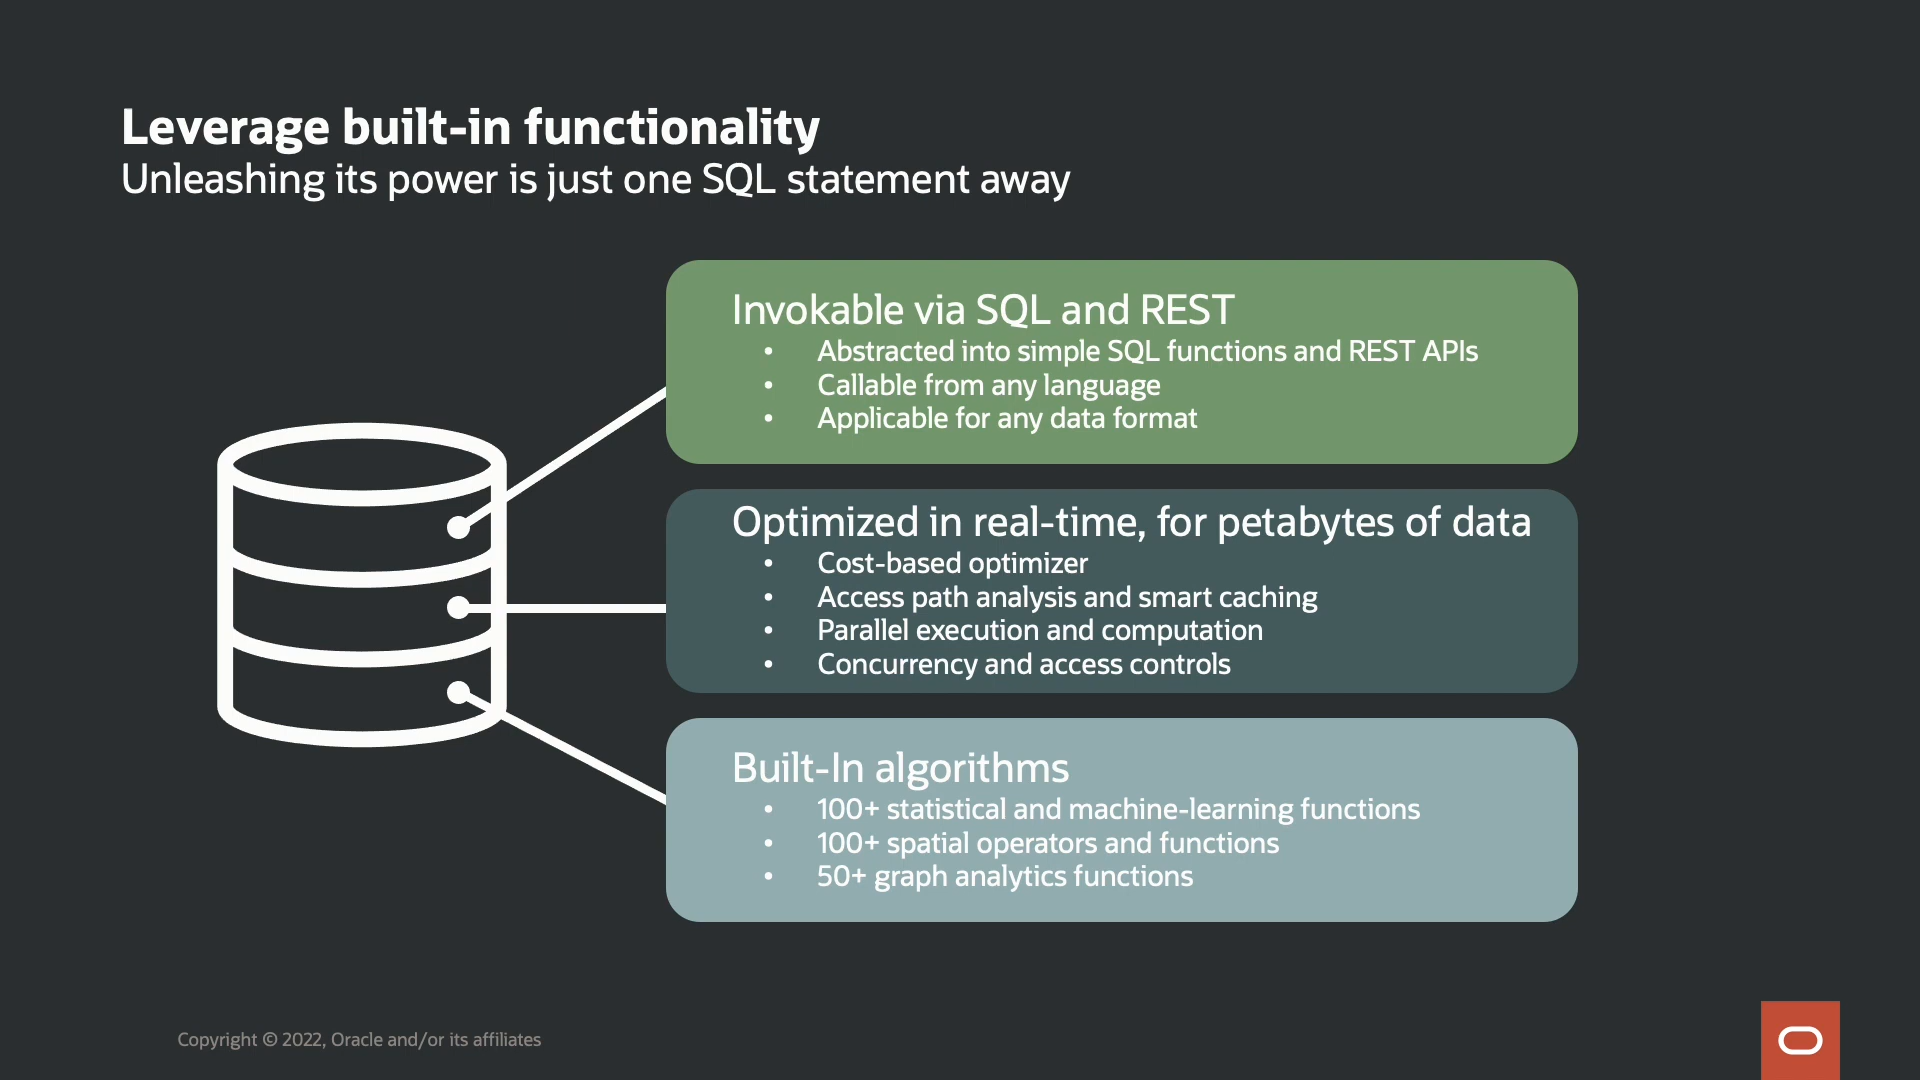 Leverage built-in functionality
Unleashing its power is just one SQL statement away
Invokable via SQL and REST
• Abstracted into simple SQL functions and REST APIs
• Callable from any language
• Applicable for any data format
Optimized in real-time, for petabytes of data
• Cost-based optimizer
• Access path analysis and smart caching
• Parallel execution and computation
• Concurrency and access controls
Built-In algorithms
• 100+ statistical and machine-learning functions
• 100+ spatial operators and functions
• 50+ graph analytics functions
Copyright © 2022, Oracle and/or its affiliates